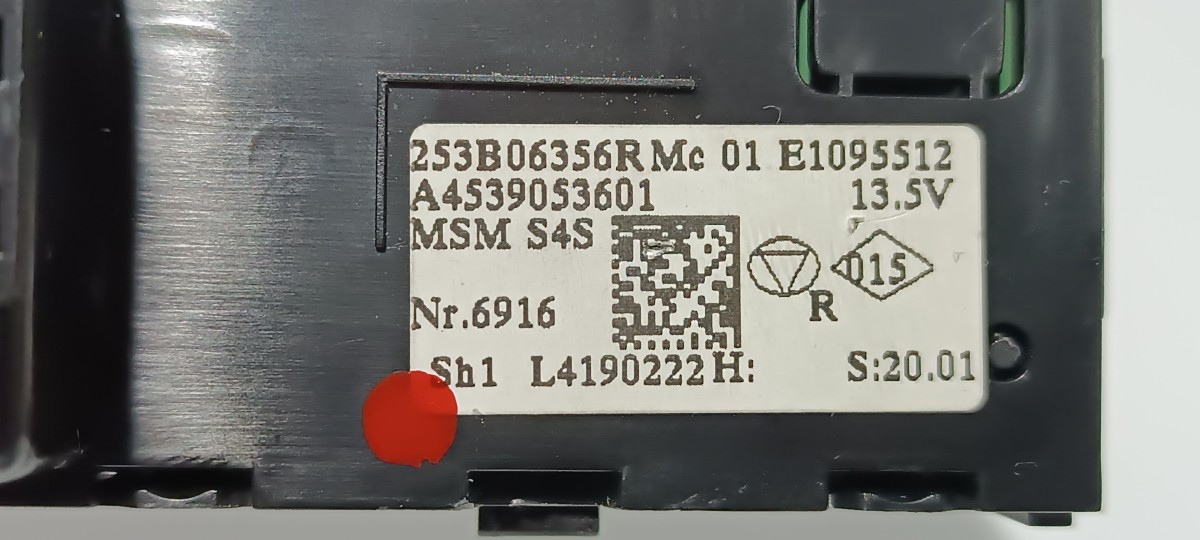 253B06356R Mc 01 E1095512
A4539053601 13.5V
MSM S4S
015
R
Nr.6916
Sh1 L4190222 H: S:20.01